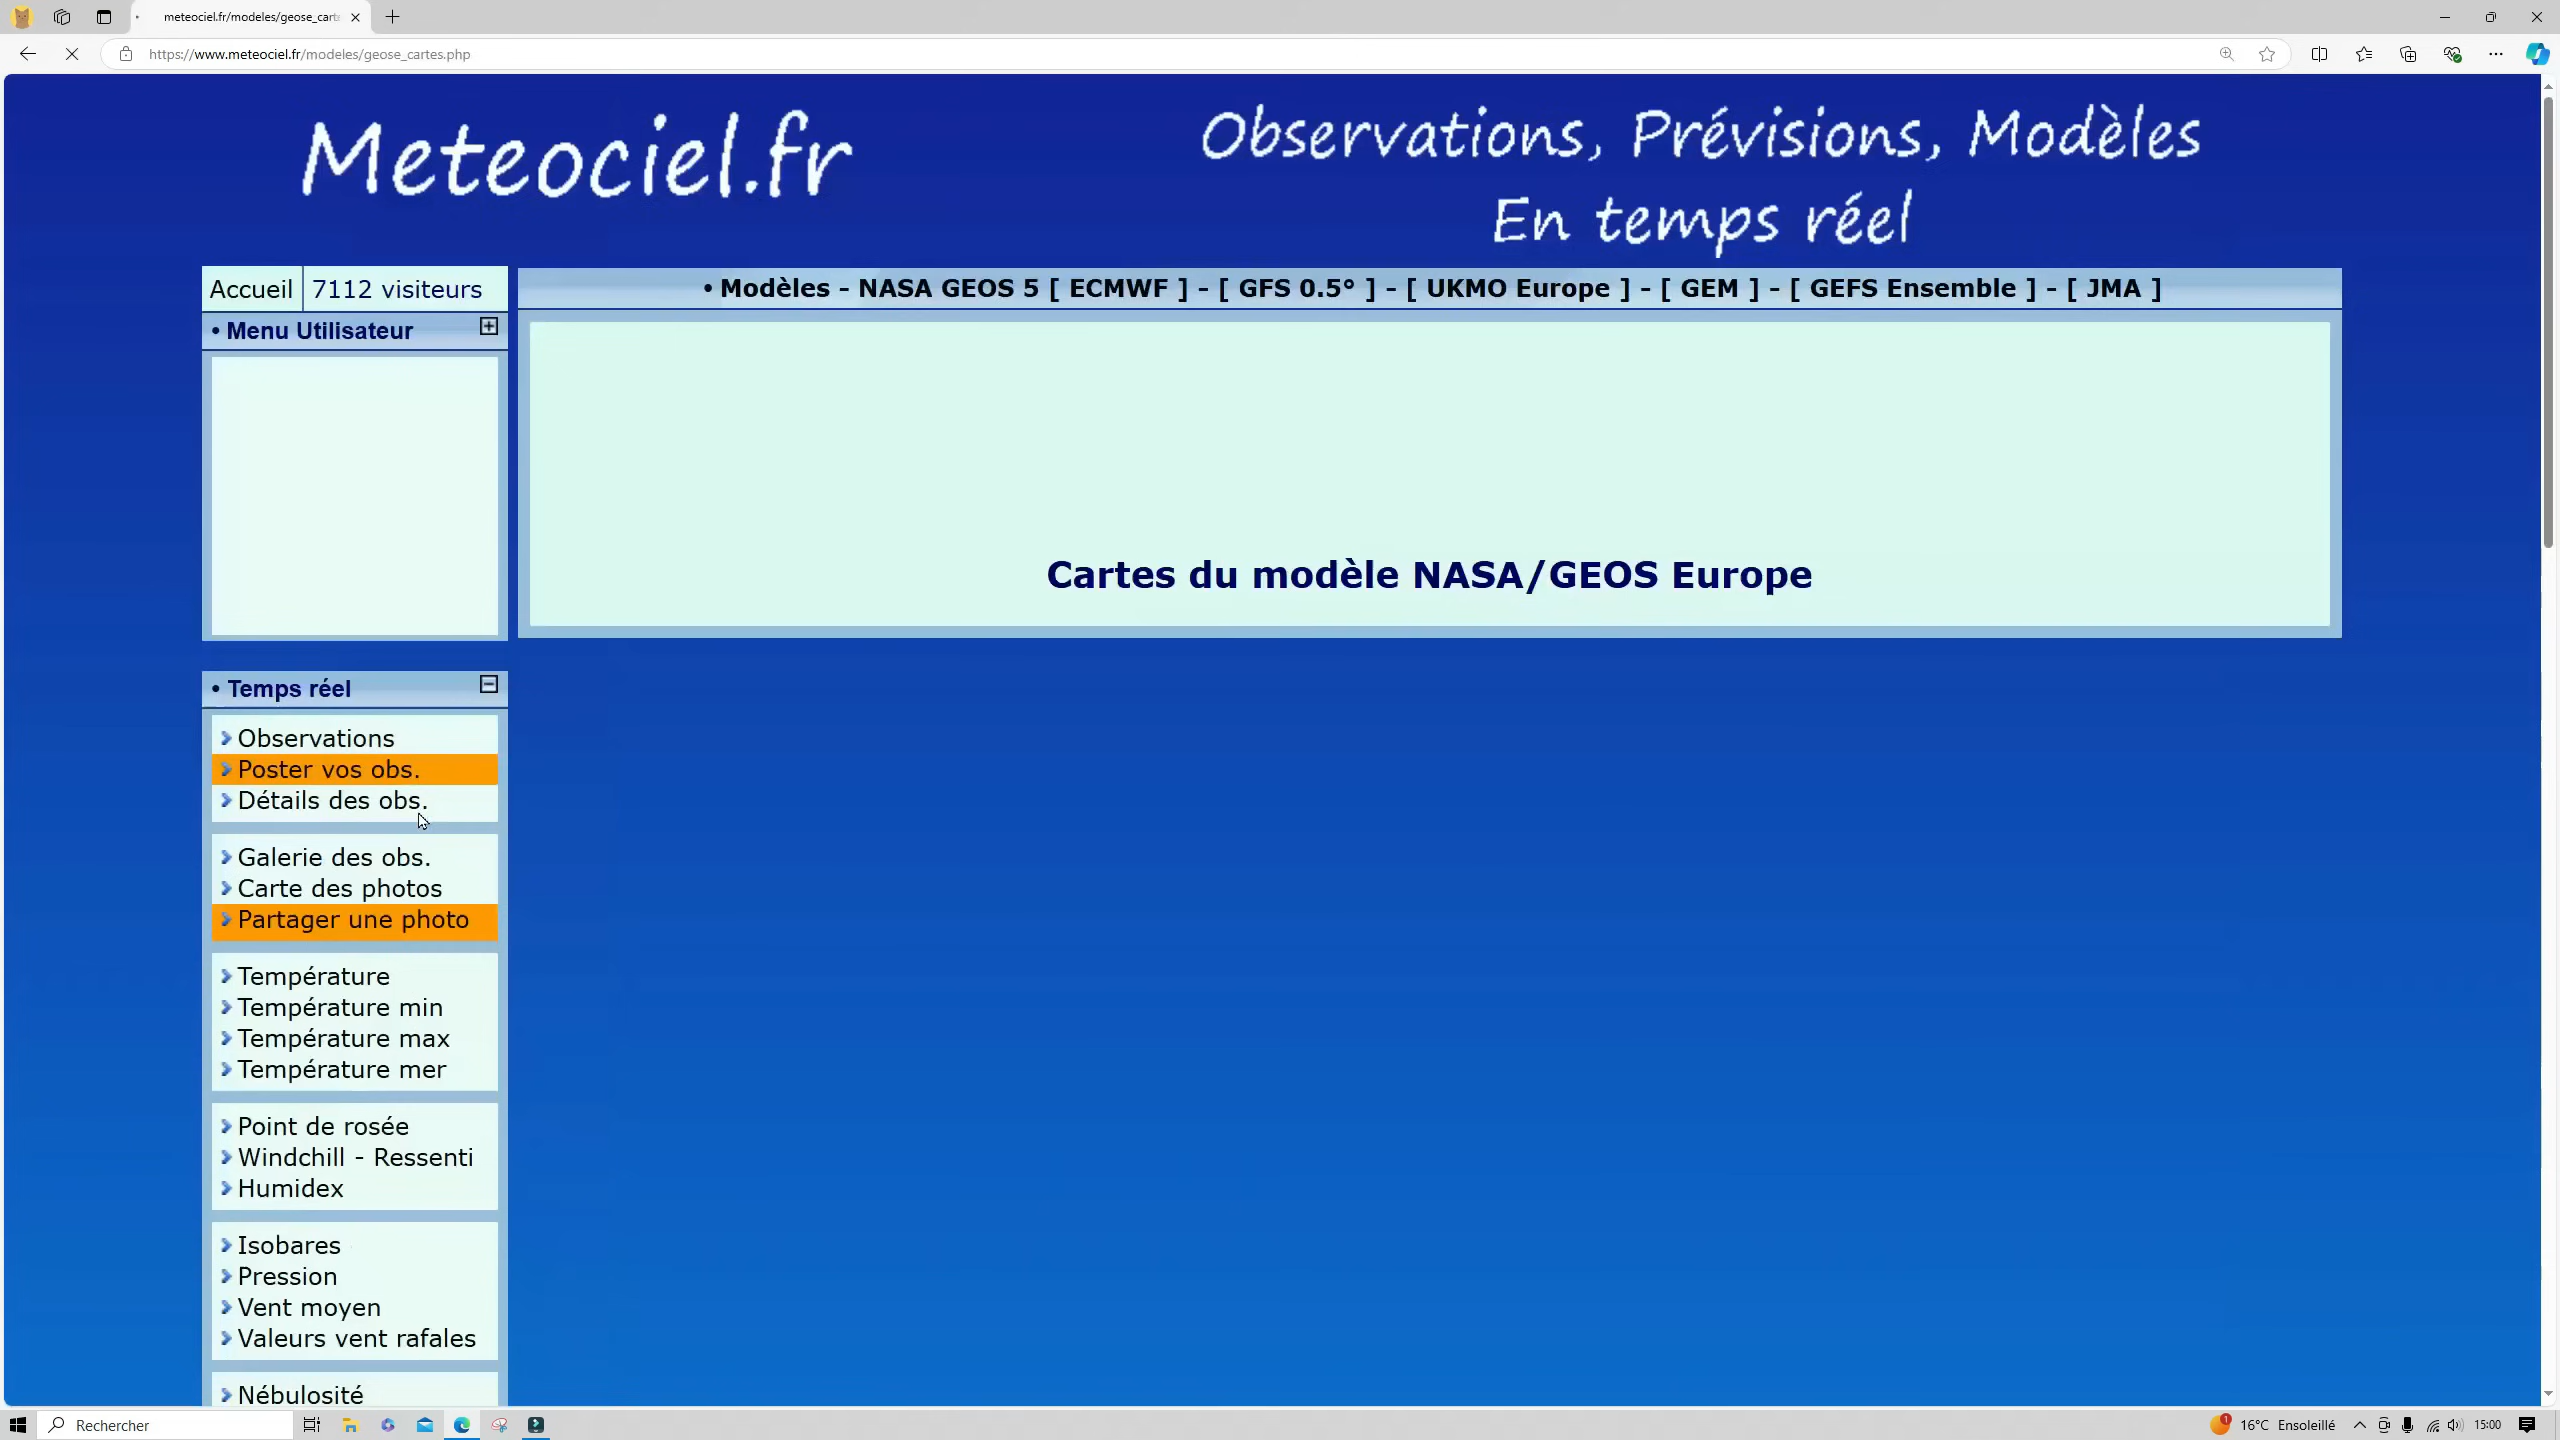 meteociel.fr/modeles/geose_carte
https://www.meteociel.fr/modeles/geose_cartes.php
Meteociel.fr
Observations, Prévisions, Modèles
En temps réel
Accueil
7112 visiteurs
• Menu Utilisateur
• Modèles - NASA GEOS 5 [ ECMWF ] - [ GFS 0.5° ] - [ UKMO Europe ] - [ GEM ] - [ GEFS Ensemble ] - [ JMA ]
Cartes du modèle NASA/GEOS Europe
• Temps réel
Observations
Poster vos obs.
Détails des obs.
Galerie des obs.
Carte des photos
Partager une photo
Température
Température min
Température max
Température mer
Point de rosée
Windchill - Ressenti
Humidex
Isobares
Pression
Vent moyen
Valeurs vent rafales
Nébulosité
Rechercher
1
16°C Ensoleillé
15:00